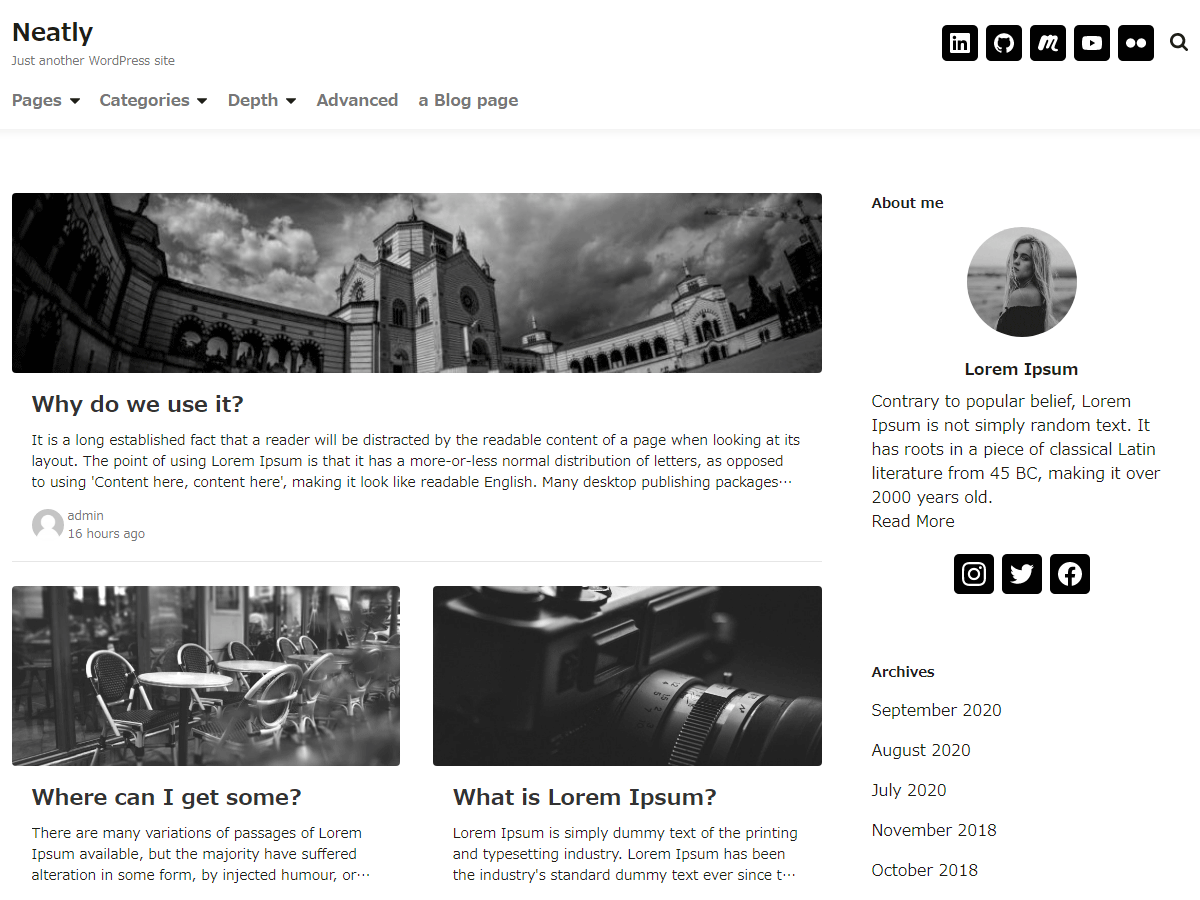 Neatly
Just another WordPress site
Pages
Categories
Depth
Advanced
a Blog page
Why do we use it?
It is a long established fact that a reader will be distracted by the readable content of a page when looking at its
layout. The point of using Lorem Ipsum is that it has a more-or-less normal distribution of letters, as opposed
to using 'Content here, content here', making it look like readable English. Many desktop publishing packages…
admin
16 hours ago
Where can I get some?
There are many variations of passages of Lorem
Ipsum available, but the majority have suffered
alteration in some form, by injected humour, or…
What is Lorem Ipsum?
Lorem Ipsum is simply dummy text of the printing
and typesetting industry. Lorem Ipsum has been
the industry's standard dummy text ever since t…
About me
Lorem Ipsum
Contrary to popular belief, Lorem
Ipsum is not simply random text. It
has roots in a piece of classical Latin
literature from 45 BC, making it over
2000 years old.
Read More
Archives
September 2020
August 2020
July 2020
November 2018
October 2018